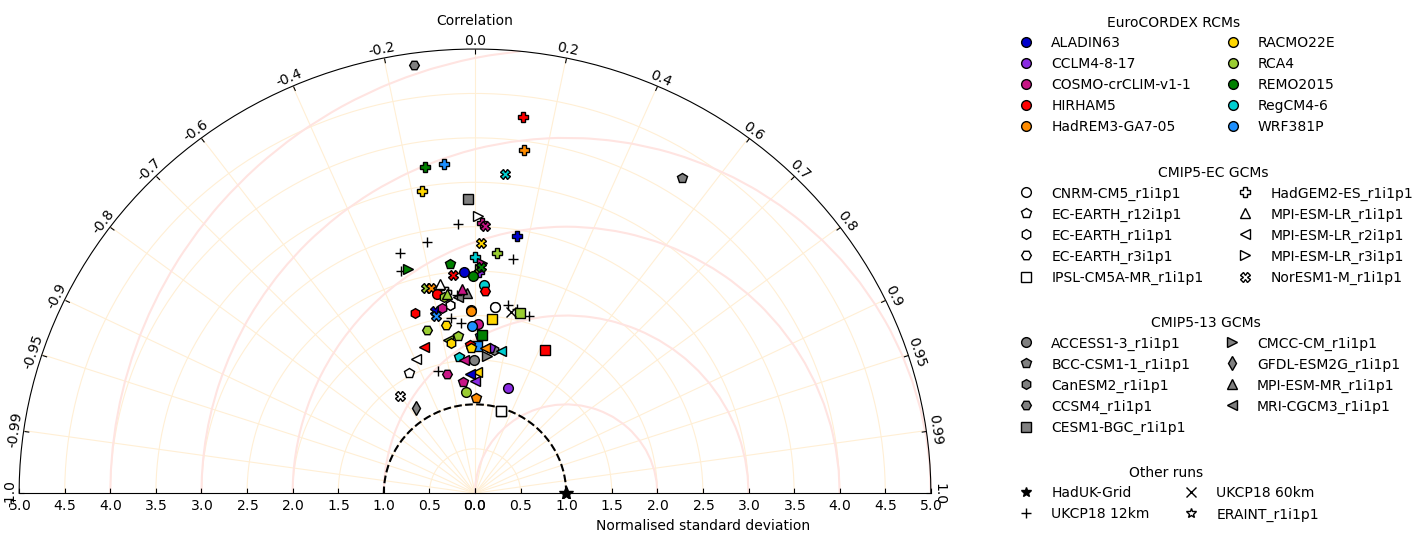 Correlation
0.0
-0.2
0.2
-0.4
0.4
-0.6
0.6
-0.7
0.7
-0.8
0.8
-0.9
0.9
-0.95
0.95
-0.99
0.99
-1.0
1.0
5.0 4.5 4.0 3.5 3.0 2.5 2.0 1.5 1.0 0.5 0.0 0.5 1.0 1.5 2.0 2.5 3.0 3.5 4.0 4.5 5.0
Normalised standard deviation
EuroCORDEX RCMs
ALADIN63 RACMO22E
CCLM4-8-17 RCA4
COSMO-crCLIM-v1-1 REMO2015
HIRHAM5 RegCM4-6
HadREM3-GA7-05 WRF381P
CMIP5-EC GCMs
CNRM-CM5_r1i1p1 HadGEM2-ES_r1i1p1
EC-EARTH_r12i1p1 MPI-ESM-LR_r1i1p1
EC-EARTH_r1i1p1 MPI-ESM-LR_r2i1p1
EC-EARTH_r3i1p1 MPI-ESM-LR_r3i1p1
IPSL-CM5A-MR_r1i1p1 NorESM1-M_r1i1p1
CMIP5-13 GCMs
ACCESS1-3_r1i1p1 CMCC-CM_r1i1p1
BCC-CSM1-1_r1i1p1 GFDL-ESM2G_r1i1p1
CanESM2_r1i1p1 MPI-ESM-MR_r1i1p1
CCSM4_r1i1p1 MRI-CGCM3_r1i1p1
CESM1-BGC_r1i1p1
Other runs
HadUK-Grid UKCP18 60km
UKCP18 12km ERAINT_r1i1p1